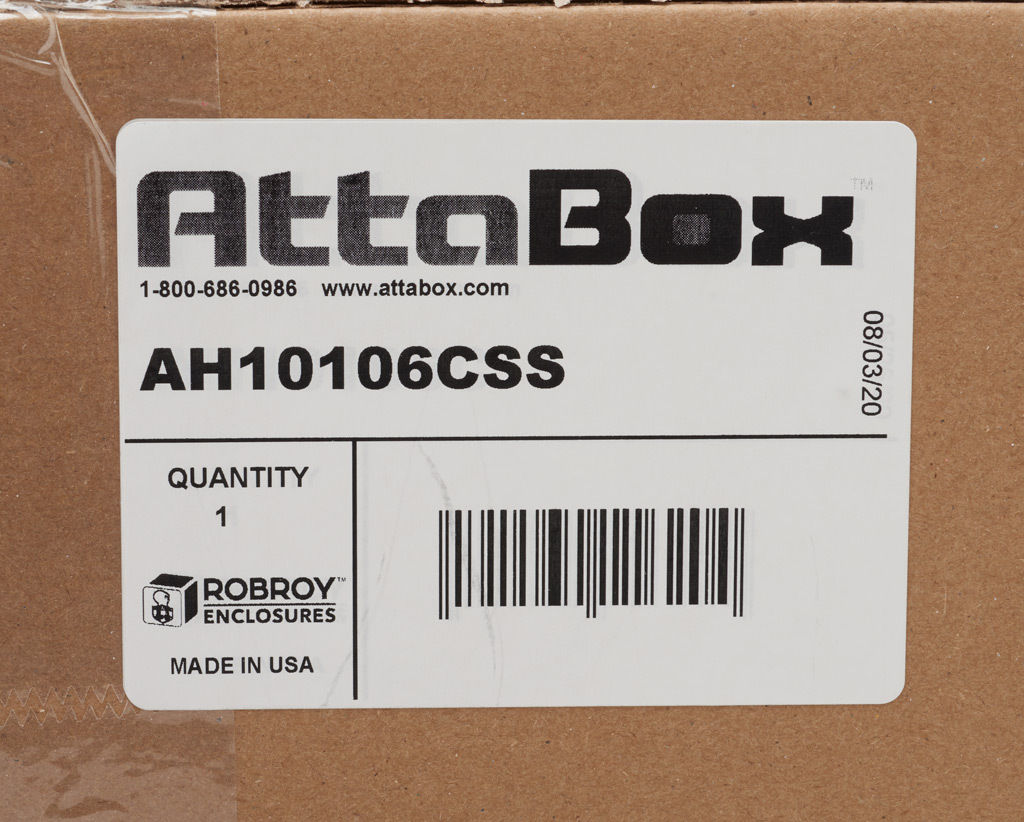 AttaBox™
1-800-686-0986 www.attabox.com
AH10106CSS
08/03/20
QUANTITY
1
ROBROY™
ENCLOSURES
MADE IN USA